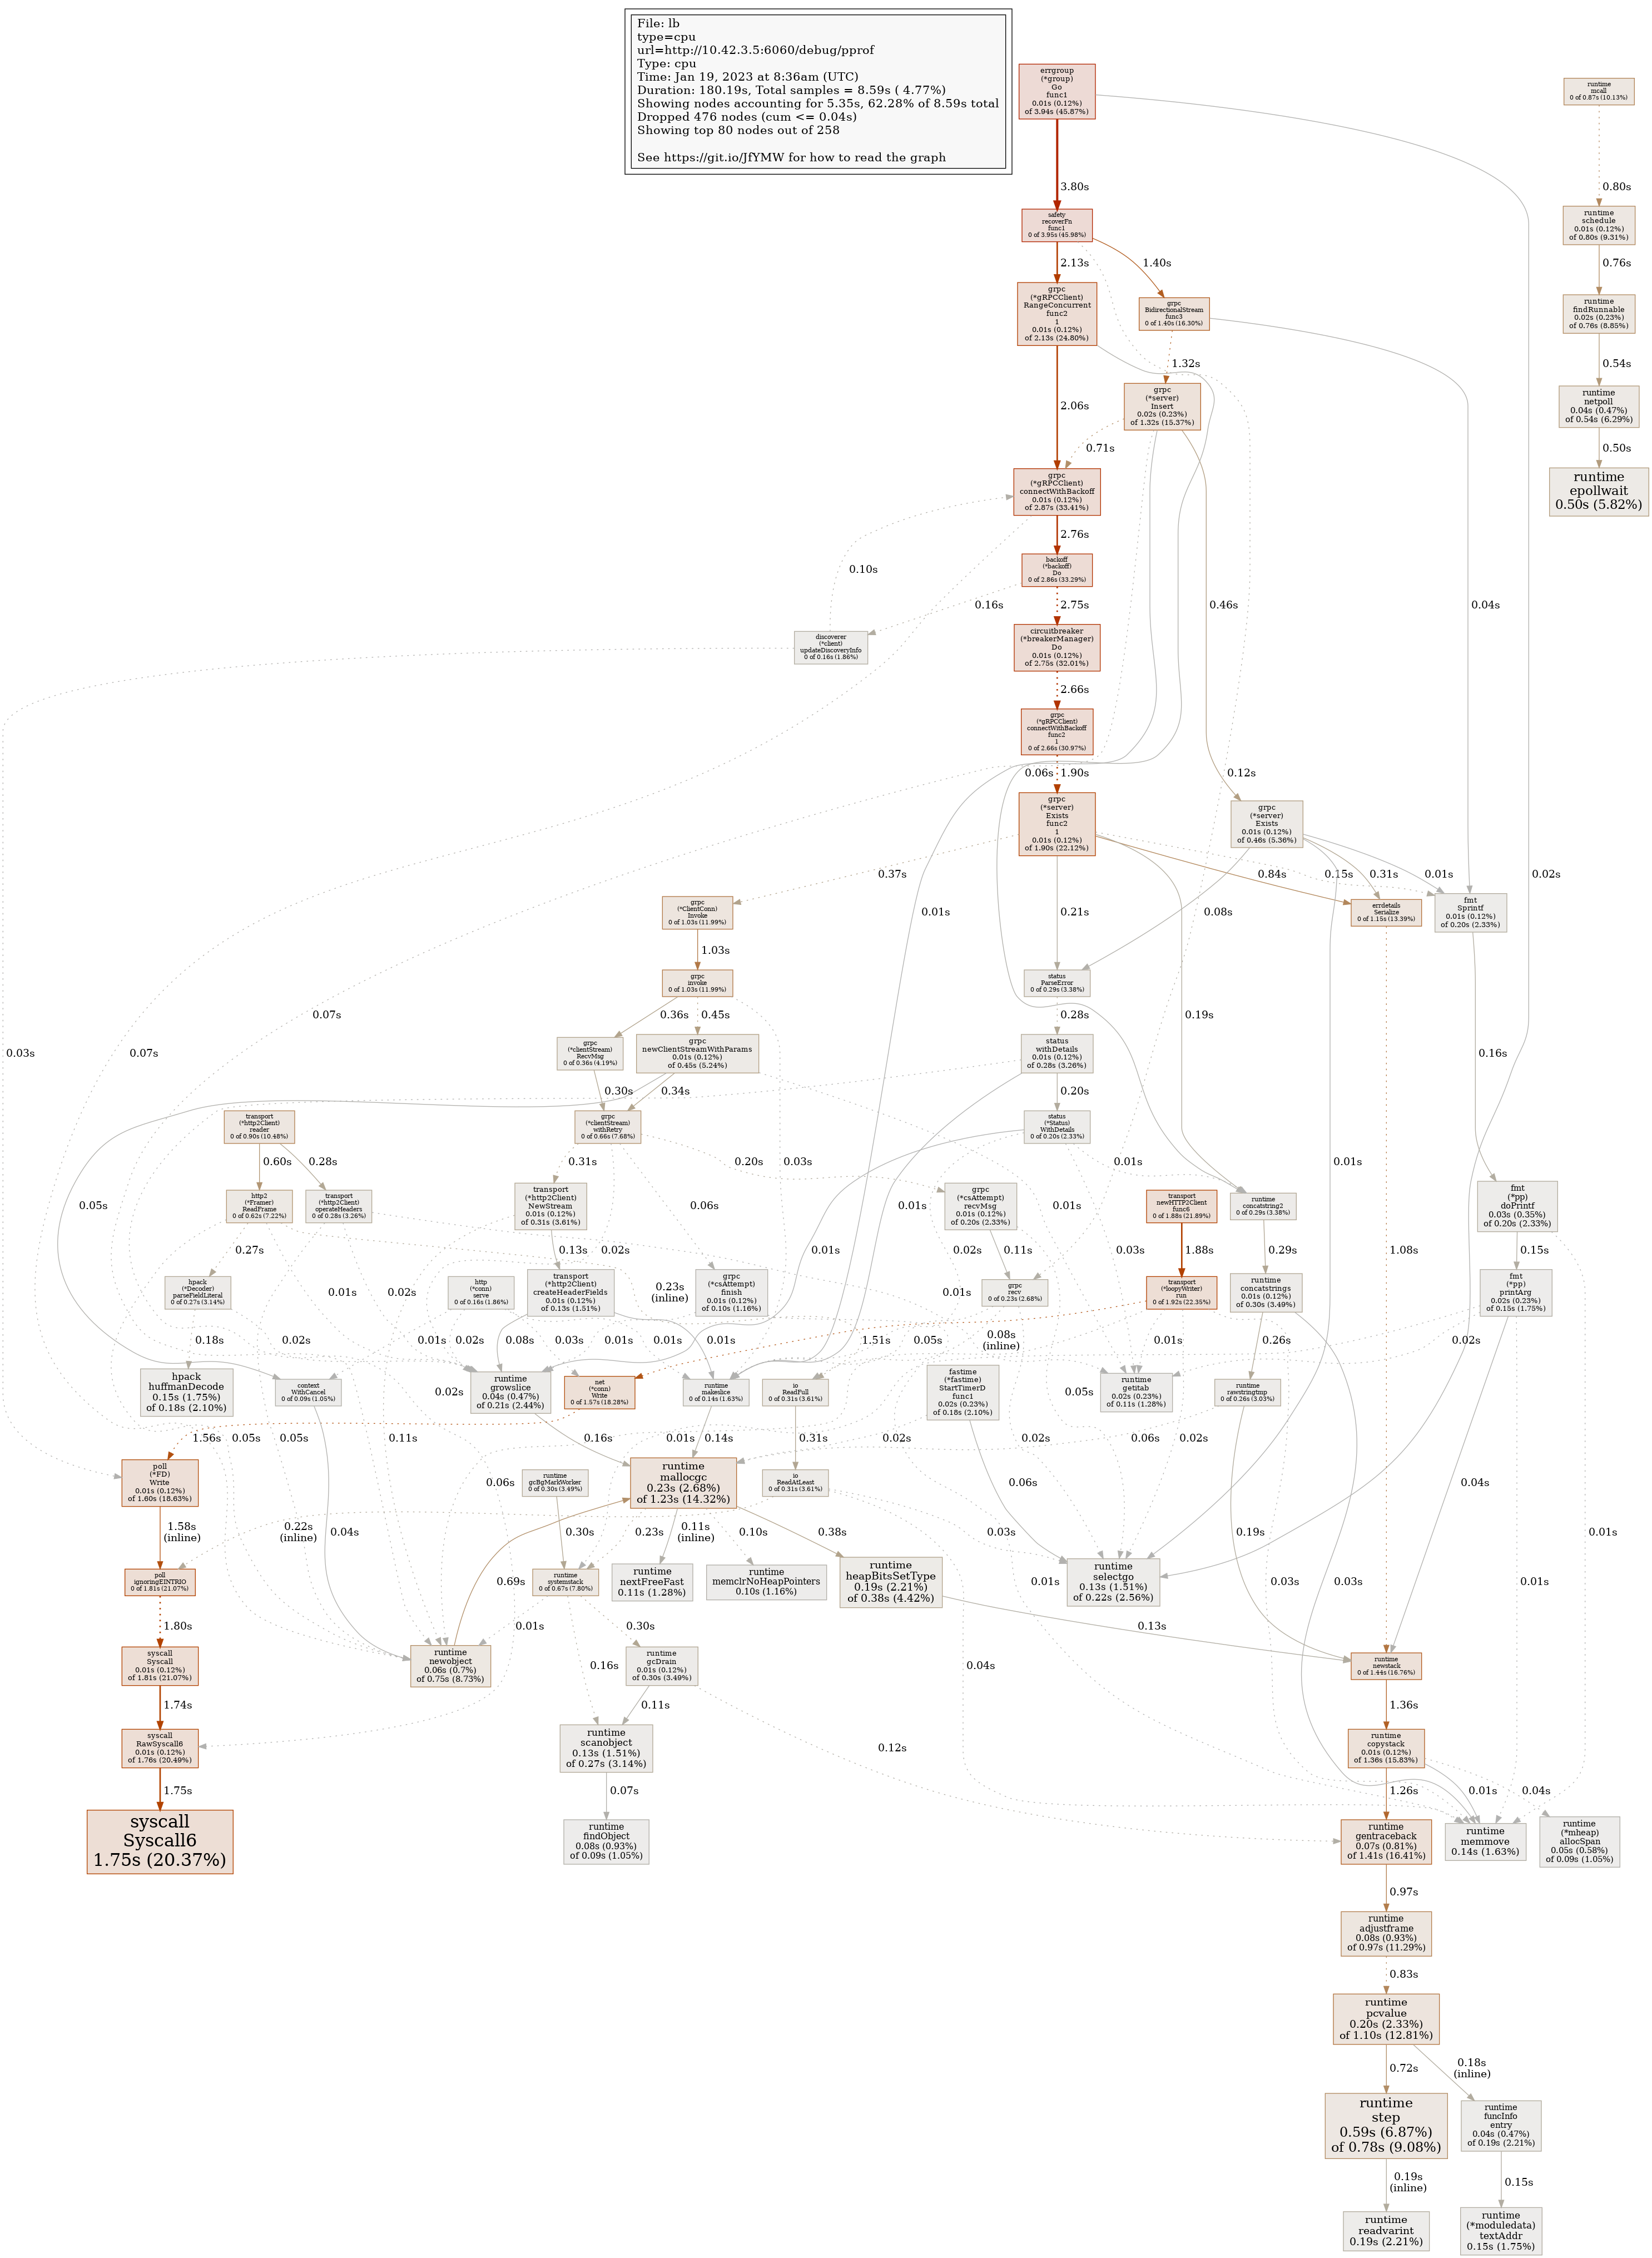 File: lb
type=cpu
url=http://10.42.3.5:6060/debug/pprof
Type: cpu
Time: Jan 19, 2023 at 8:36am (UTC)
Duration: 180.19s, Total samples = 8.59s ( 4.77%)
Showing nodes accounting for 5.35s, 62.28% of 8.59s total
Dropped 476 nodes (cum <= 0.04s)
Showing top 80 nodes out of 258
See https://git.io/JfYMW for how to read the graph
errgroup
(*group)
Go
func1
0.01s (0.12%)
of 3.94s (45.87%)
runtime
mcall
0 of 0.87s (10.13%)
3.80s
0.80s
safety
recoverFn
func1
0 of 3.95s (45.98%)
runtime
schedule
0.01s (0.12%)
of 0.80s (9.31%)
2.13s
1.40s
0.76s
grpc
(*gRPCClient)
RangeConcurrent
func2
1
0.01s (0.12%)
of 2.13s (24.80%)
grpc
BidirectionalStream
func3
0 of 1.40s (16.30%)
runtime
findRunnable
0.02s (0.23%)
of 0.76s (8.85%)
1.32s
0.54s
grpc
(*server)
Insert
0.02s (0.23%)
of 1.32s (15.37%)
runtime
netpoll
0.04s (0.47%)
of 0.54s (6.29%)
2.06s
0.71s
0.50s
grpc
(*gRPCClient)
connectWithBackoff
0.01s (0.12%)
of 2.87s (33.41%)
runtime
epollwait
0.50s (5.82%)
2.76s
0.10s
backoff
(*backoff)
Do
0 of 2.86s (33.29%)
0.16s
2.75s
0.46s
0.04s
discoverer
(*client)
updateDiscoveryInfo
0 of 0.16s (1.86%)
circuitbreaker
(*breakerManager)
Do
0.01s (0.12%)
of 2.75s (32.01%)
2.66s
grpc
(*gRPCClient)
connectWithBackoff
func2
1
0 of 2.66s (30.97%)
0.06s
1.90s
0.12s
grpc
(*server)
Exists
func2
1
0.01s (0.12%)
of 1.90s (22.12%)
grpc
(*server)
Exists
0.01s (0.12%)
of 0.46s (5.36%)
0.37s
0.84s
0.15s
0.31s
0.01s
0.02s
grpc
(*ClientConn)
Invoke
0 of 1.03s (11.99%)
0.01s
0.21s
0.08s
errdetails
Serialize
0 of 1.15s (13.39%)
fmt
Sprintf
0.01s (0.12%)
of 0.20s (2.33%)
1.03s
grpc
invoke
0 of 1.03s (11.99%)
status
ParseError
0 of 0.29s (3.38%)
0.07s
0.36s
0.45s
0.28s
0.19s
0.03s
0.07s
0.01s
0.16s
grpc
(*clientStream)
RecvMsg
0 of 0.36s (4.19%)
grpc
newClientStreamWithParams
0.01s (0.12%)
of 0.45s (5.24%)
status
withDetails
0.01s (0.12%)
of 0.28s (3.26%)
0.30s
0.34s
0.20s
transport
(*http2Client)
reader
0 of 0.90s (10.48%)
grpc
(*clientStream)
withRetry
0 of 0.66s (7.68%)
status
(*Status)
WithDetails
0 of 0.20s (2.33%)
0.60s
0.28s
0.31s
0.20s
0.03s
0.01s
http2
(*Framer)
ReadFrame
0 of 0.62s (7.22%)
transport
(*http2Client)
operateHeaders
0 of 0.28s (3.26%)
transport
(*http2Client)
NewStream
0.01s (0.12%)
of 0.31s (3.61%)
grpc
(*csAttempt)
recvMsg
0.01s (0.12%)
of 0.20s (2.33%)
transport
newHTTP2Client
func6
0 of 1.88s (21.89%)
runtime
concatstring2
0 of 0.29s (3.38%)
fmt
(*pp)
doPrintf
0.03s (0.35%)
of 0.20s (2.33%)
0.05s
0.06s
0.01s
0.01s
0.27s
0.13s
0.02s
0.01s
0.11s
0.02s
0.03s
1.88s
0.29s
1.08s
0.15s
hpack
(*Decoder)
parseFieldLiteral
0 of 0.27s (3.14%)
http
(*conn)
serve
0 of 0.16s (1.86%)
transport
(*http2Client)
createHeaderFields
0.01s (0.12%)
of 0.13s (1.51%)
grpc
(*csAttempt)
finish
0.01s (0.12%)
of 0.10s (1.16%)
grpc
recv
0 of 0.23s (2.68%)
transport
(*loopyWriter)
run
0 of 1.92s (22.35%)
runtime
concatstrings
0.01s (0.12%)
of 0.30s (3.49%)
fmt
(*pp)
printArg
0.02s (0.23%)
of 0.15s (1.75%)
0.01s
0.02s
0.23s
(inline)
0.01s
0.18s
0.02s
0.01s
0.02s
0.08s
0.03s
0.01s
0.01s
0.01s
1.51s
0.05s
0.08s
(inline)
0.01s
0.26s
0.02s
hpack
huffmanDecode
0.15s (1.75%)
of 0.18s (2.10%)
context
WithCancel
0 of 0.09s (1.05%)
runtime
growslice
0.04s (0.47%)
of 0.21s (2.44%)
net
(*conn)
Write
0 of 1.57s (18.28%)
runtime
makeslice
0 of 0.14s (1.63%)
io
ReadFull
0 of 0.31s (3.61%)
fastime
(*fastime)
StartTimerD
func1
0.02s (0.23%)
of 0.18s (2.10%)
runtime
getitab
0.02s (0.23%)
of 0.11s (1.28%)
runtime
rawstringtmp
0 of 0.26s (3.03%)
0.02s
0.05s
1.56s
0.05s
0.05s
0.11s
0.16s
0.01s
0.14s
0.31s
0.02s
0.02s
0.06s
0.02s
poll
(*FD)
Write
0.01s (0.12%)
of 1.60s (18.63%)
runtime
gcBgMarkWorker
0 of 0.30s (3.49%)
runtime
mallocgc
0.23s (2.68%)
of 1.23s (14.32%)
io
ReadAtLeast
0 of 0.31s (3.61%)
0.06s
0.06s
0.04s
1.58s
(inline)
0.22s
(inline)
0.04s
0.30s
0.23s
0.11s
(inline)
0.10s
0.38s
0.03s
0.19s
0.01s
poll
ignoringEINTRIO
0 of 1.81s (21.07%)
runtime
systemstack
0 of 0.67s (7.80%)
runtime
nextFreeFast
0.11s (1.28%)
runtime
memclrNoHeapPointers
0.10s (1.16%)
runtime
heapBitsSetType
0.19s (2.21%)
of 0.38s (4.42%)
runtime
selectgo
0.13s (1.51%)
of 0.22s (2.56%)
0.69s
0.01s
0.03s
0.03s
0.01s
1.80s
0.01s
0.30s
0.13s
syscall
Syscall
0.01s (0.12%)
of 1.81s (21.07%)
runtime
newobject
0.06s (0.7%)
of 0.75s (8.73%)
runtime
gcDrain
0.01s (0.12%)
of 0.30s (3.49%)
runtime
newstack
0 of 1.44s (16.76%)
0.16s
0.04s
1.74s
0.11s
1.36s
syscall
RawSyscall6
0.01s (0.12%)
of 1.76s (20.49%)
runtime
scanobject
0.13s (1.51%)
of 0.27s (3.14%)
runtime
copystack
0.01s (0.12%)
of 1.36s (15.83%)
0.12s
1.75s
0.07s
1.26s
0.01s
0.04s
syscall
Syscall6
1.75s (20.37%)
runtime
findObject
0.08s (0.93%)
of 0.09s (1.05%)
runtime
gentraceback
0.07s (0.81%)
of 1.41s (16.41%)
runtime
memmove
0.14s (1.63%)
runtime
(*mheap)
allocSpan
0.05s (0.58%)
of 0.09s (1.05%)
0.97s
runtime
adjustframe
0.08s (0.93%)
of 0.97s (11.29%)
0.83s
runtime
pcvalue
0.20s (2.33%)
of 1.10s (12.81%)
0.72s
0.18s
(inline)
runtime
step
0.59s (6.87%)
of 0.78s (9.08%)
runtime
funcInfo
entry
0.04s (0.47%)
of 0.19s (2.21%)
0.19s
(inline)
0.15s
runtime
readvarint
0.19s (2.21%)
runtime
(*moduledata)
textAddr
0.15s (1.75%)